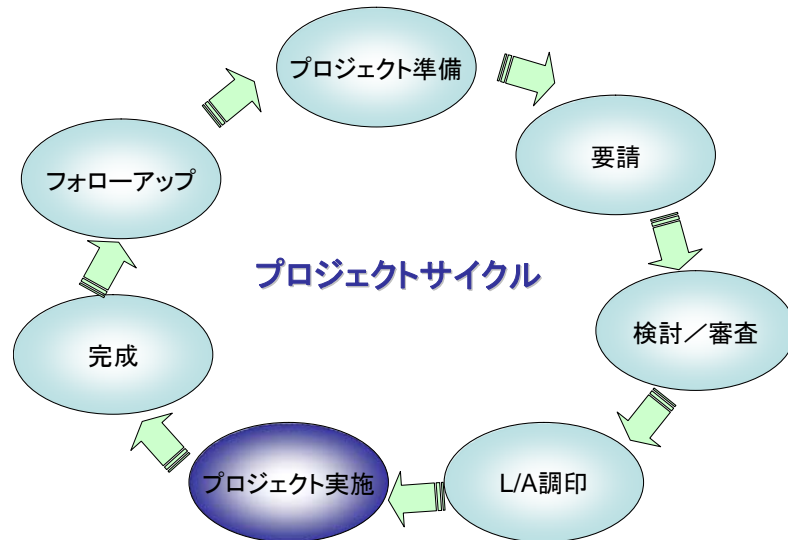 プロジェクト準備
要請
検討／審査
L/A調印
プロジェクト実施
完成
フォローアップ
プロジェクトサイクル